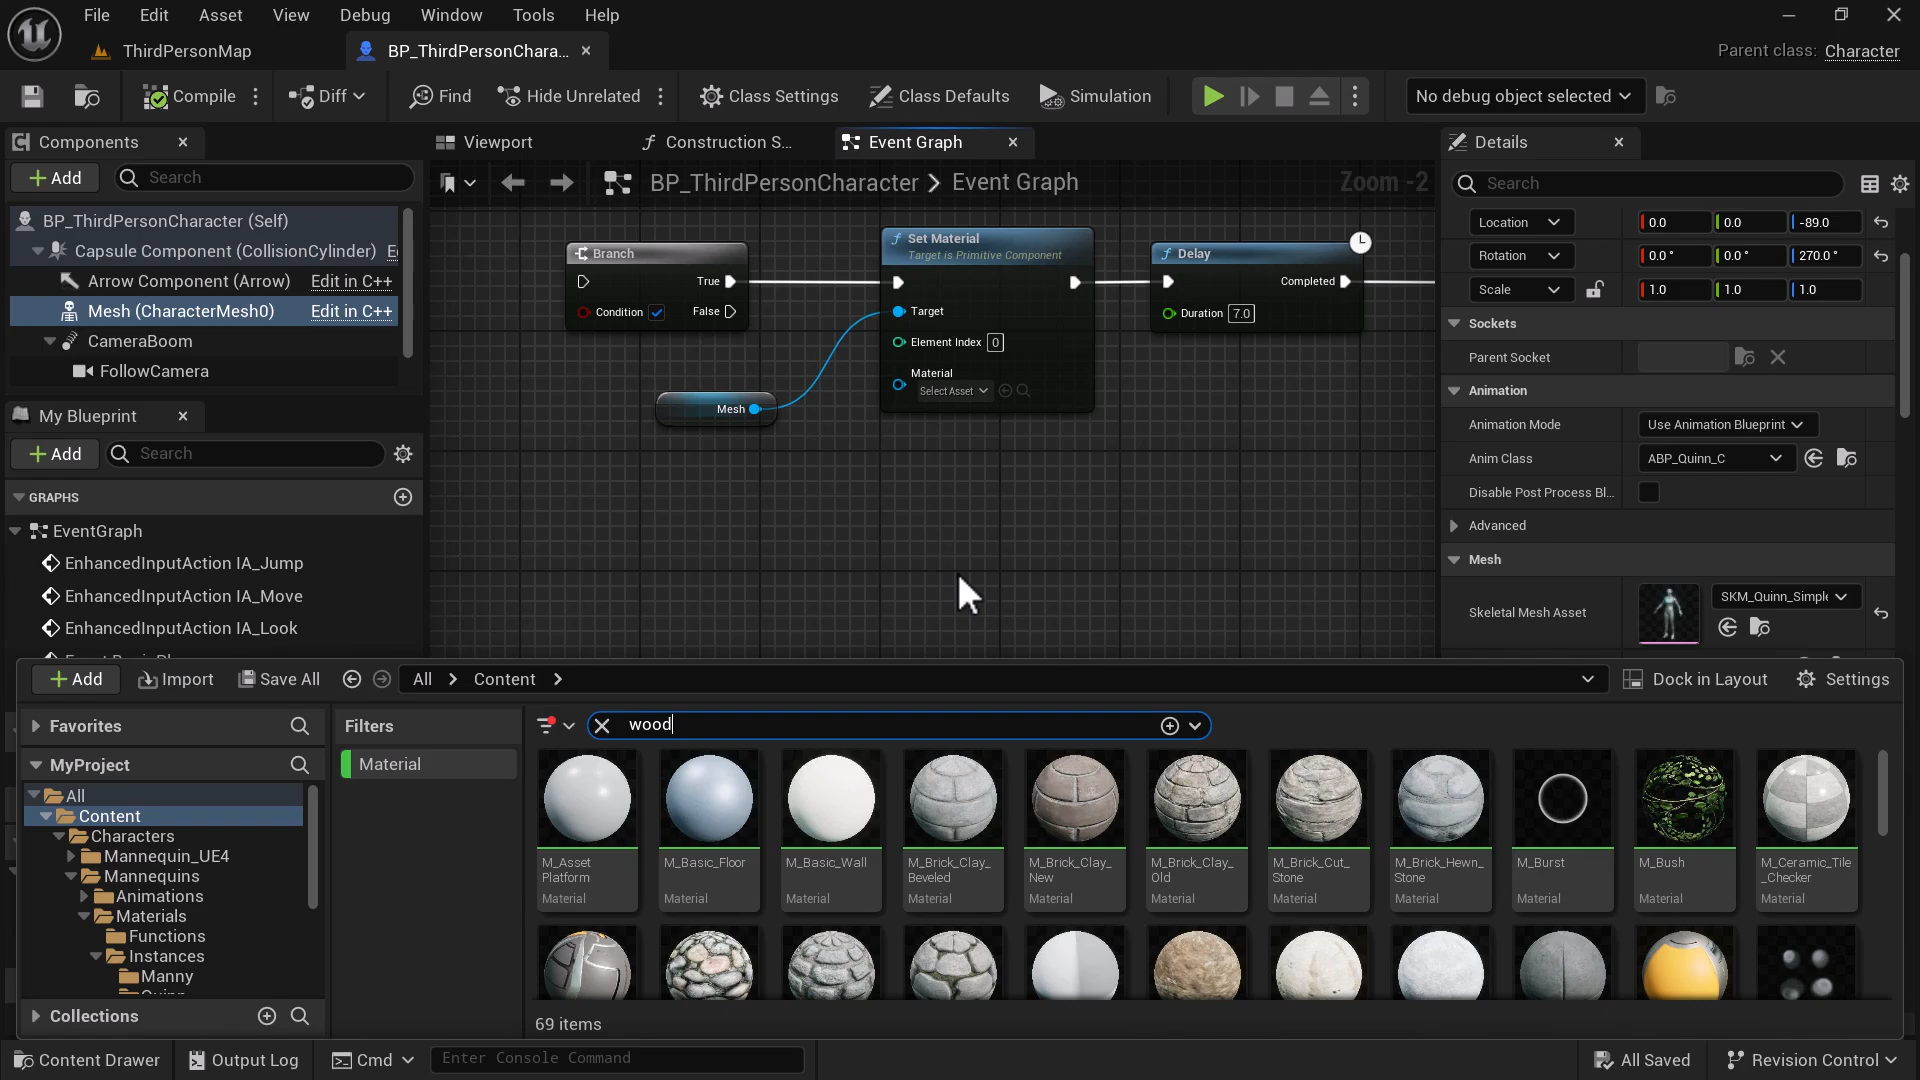 File Edit Asset View Debug Window Tools Help
ThirdPersonMap
BP_ThirdPersonChara...
Parent class: Character
Compile
Diff
Find
Hide Unrelated
Class Settings
Class Defaults
Simulation
No debug object selected
Components
Add
Search
BP_ThirdPersonCharacter (Self)
Capsule Component (CollisionCylinder)
Arrow Component (Arrow) Edit in C++
Mesh (CharacterMesh0) Edit in C++
CameraBoom
FollowCamera
My Blueprint
Add
Search
GRAPHS
EventGraph
EnhancedInputAction IA_Jump
EnhancedInputAction IA_Move
EnhancedInputAction IA_Look
Viewport
Construction S...
Event Graph
BP_ThirdPersonCharacter > Event Graph
Zoom -2
Branch
True
Condition
False
Mesh
Set Material
Target is Primitive Component
Target
Element Index 0
Material
Select Asset
Delay
Completed
Duration 7.0
Details
Search
Location 0.0 0.0 -89.0
Rotation 0.0 ° 0.0 ° 270.0 °
Scale 1.0 1.0 1.0
Sockets
Parent Socket
Animation
Animation Mode Use Animation Blueprint
Anim Class ABP_Quinn_C
Disable Post Process Bl...
Advanced
Mesh
Skeletal Mesh Asset SKM_Quinn_Simple
Add Import Save All All > Content >
Dock in Layout Settings
Favorites
MyProject
All
Content
Characters
Mannequin_UE4
Mannequins
Animations
Materials
Functions
Instances
Manny
Collections
Filters
Material
wood
M_Asset
Platform
Material
M_Basic_Floor
Material
M_Basic_Wall
Material
M_Brick_Clay_
Beveled
Material
M_Brick_Clay_
New
Material
M_Brick_Clay_
Old
Material
M_Brick_Cut_
Stone
Material
M_Brick_Hewn_
Stone
Material
M_Burst
Material
M_Bush
Material
M_Ceramic_Tile
_Checker
Material
69 items
Content Drawer
Output Log
Cmd
Enter Console Command
All Saved
Revision Control